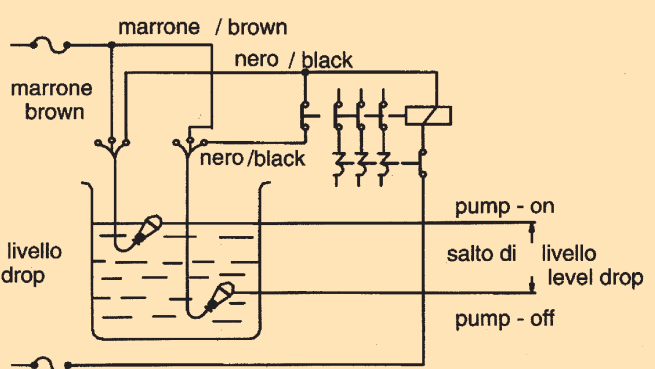 marrone / brown
nero / black
marrone
brown
nero/black
pump - on
livello
drop
salto di livello
level drop
pump - off